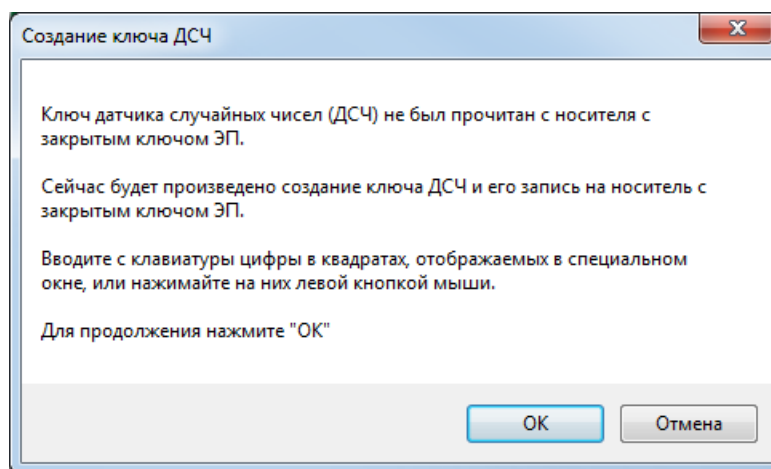 Создание ключа ДСЧ
Ключ датчика случайных чисел (ДСЧ) не был прочитан с носителя с
закрытым ключом ЭП.
Сейчас будет произведено создание ключа ДСЧ и его запись на носитель с
закрытым ключом ЭП.
Вводите с клавиатуры цифры в квадратах, отображаемых в специальном
окне, или нажимайте на них левой кнопкой мыши.
Для продолжения нажмите "ОК"
ОК
Отмена